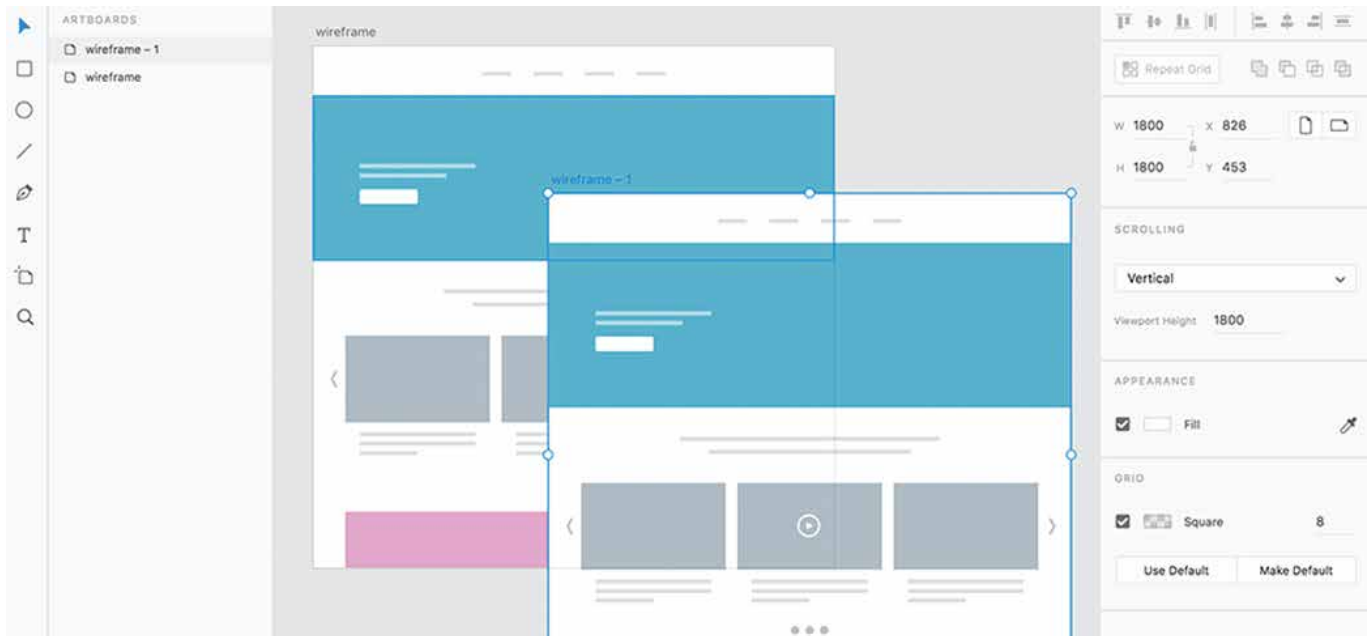 ARTBOARDS
wireframe – 1
wireframe
wireframe
wireframe – 1
Repeat Grid
W 1800 X 826
H 1800 Y 453
SCROLLING
Vertical
Viewport Height 1800
APPEARANCE
Fill
GRID
Square 8
Use Default Make Default